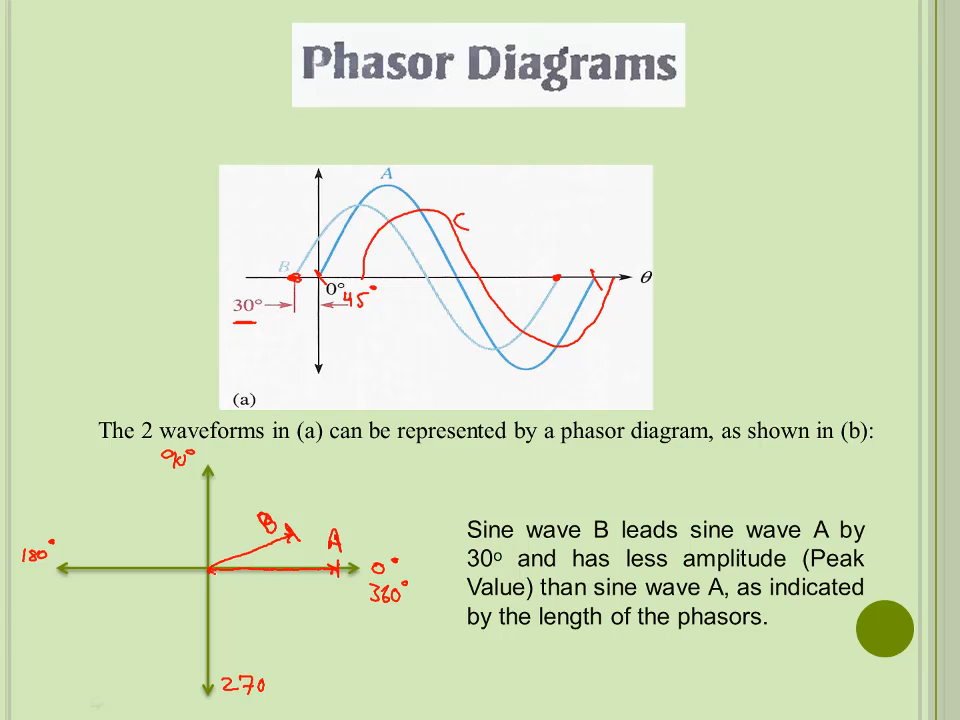 Phasor Diagrams
A
C
B
θ
0°
45°
30°
(a)
The 2 waveforms in (a) can be represented by a phasor diagram, as shown in (b):
90°
B
A
180°
0°
360°
270
Sine wave B leads sine wave A by
30º and has less amplitude (Peak
Value) than sine wave A, as indicated
by the length of the phasors.